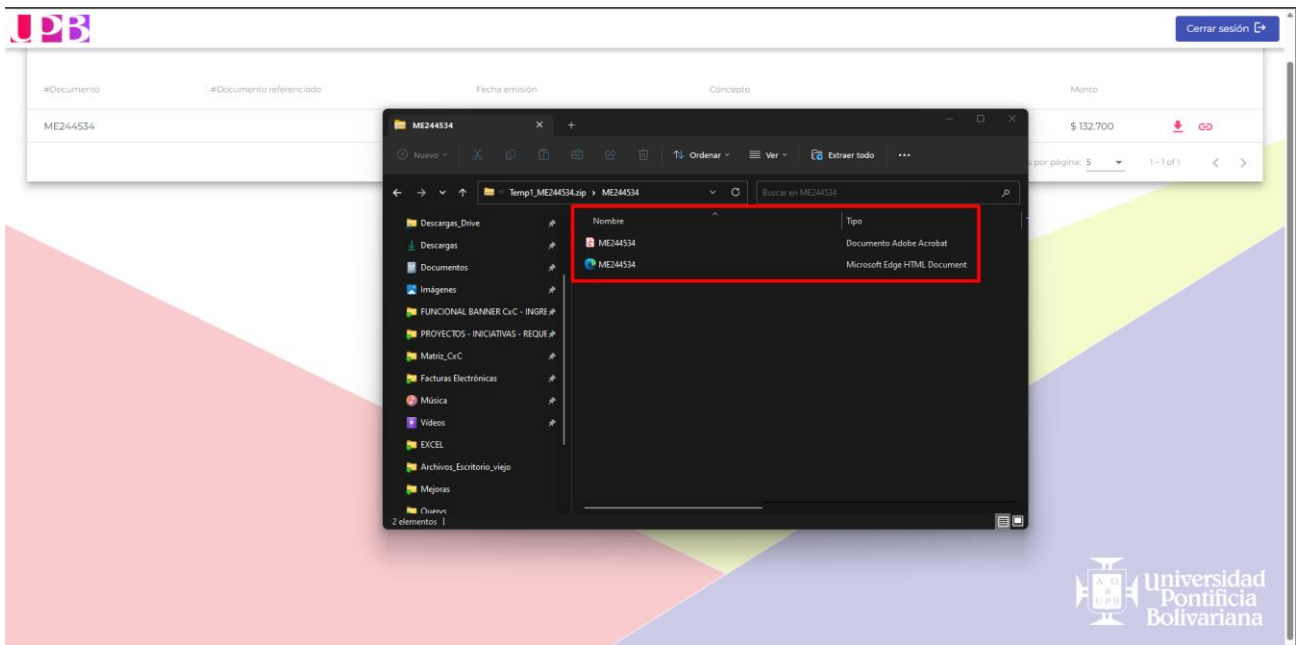 UPB
Cerrar sesión
#Documento #Documento referenciado Fecha emisión Concepto Monto
ME244534 $ 132.700
por página: 5 1-1 of 1
ME244534
Nuevo Ordenar Ver Extraer todo
Temp1_ME244534.zip > ME244534 Buscar en ME244534
Descargas_Drive
Descargas
Documentos
Imágenes
FUNCIONAL BANNER CxC - INGRE
PROYECTOS - INICIATIVAS - REQUE
Matriz_CxC
Facturas Electrónicas
Música
Vídeos
EXCEL
Archivos_Escritorio_viejo
Mejoras
Querys
Nombre Tipo
ME244534 Documento Adobe Acrobat
ME244534 Microsoft Edge HTML Document
2 elementos
Α Ω
UPB
Universidad
Pontificia
Bolivariana